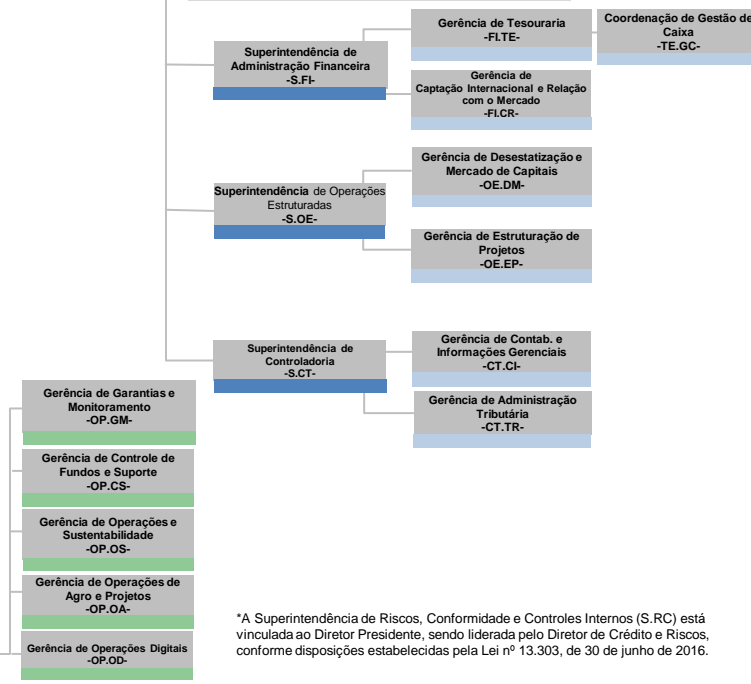 Gerência de Tesouraria
-FI.TE-
Coordenação de Gestão de
Caixa
-TE.GC-
Superintendência de
Administração Financeira
-S.FI-
Gerência de
Captação Internacional e Relação
com o Mercado
-FI.CR-
Gerência de Desestatização e
Mercado de Capitais
-OE.DM-
Superintendência de Operações
Estruturadas
-S.OE-
Gerência de Estruturação de
Projetos
-OE.EP-
Superintendência de
Controladoria
-S.CT-
Gerência de Contab. e
Informações Gerenciais
-CT.CI-
Gerência de Administração
Tributária
-CT.TR-
Gerência de Garantias e
Monitoramento
-OP.GM-
Gerência de Controle de
Fundos e Suporte
-OP.CS-
Gerência de Operações e
Sustentabilidade
-OP.OS-
Gerência de Operações de
Agro e Projetos
-OP.OA-
Gerência de Operações Digitais
-OP.OD-
*A Superintendência de Riscos, Conformidade e Controles Internos (S.RC) está
vinculada ao Diretor Presidente, sendo liderada pelo Diretor de Crédito e Riscos,
conforme disposições estabelecidas pela Lei nº 13.303, de 30 de junho de 2016.